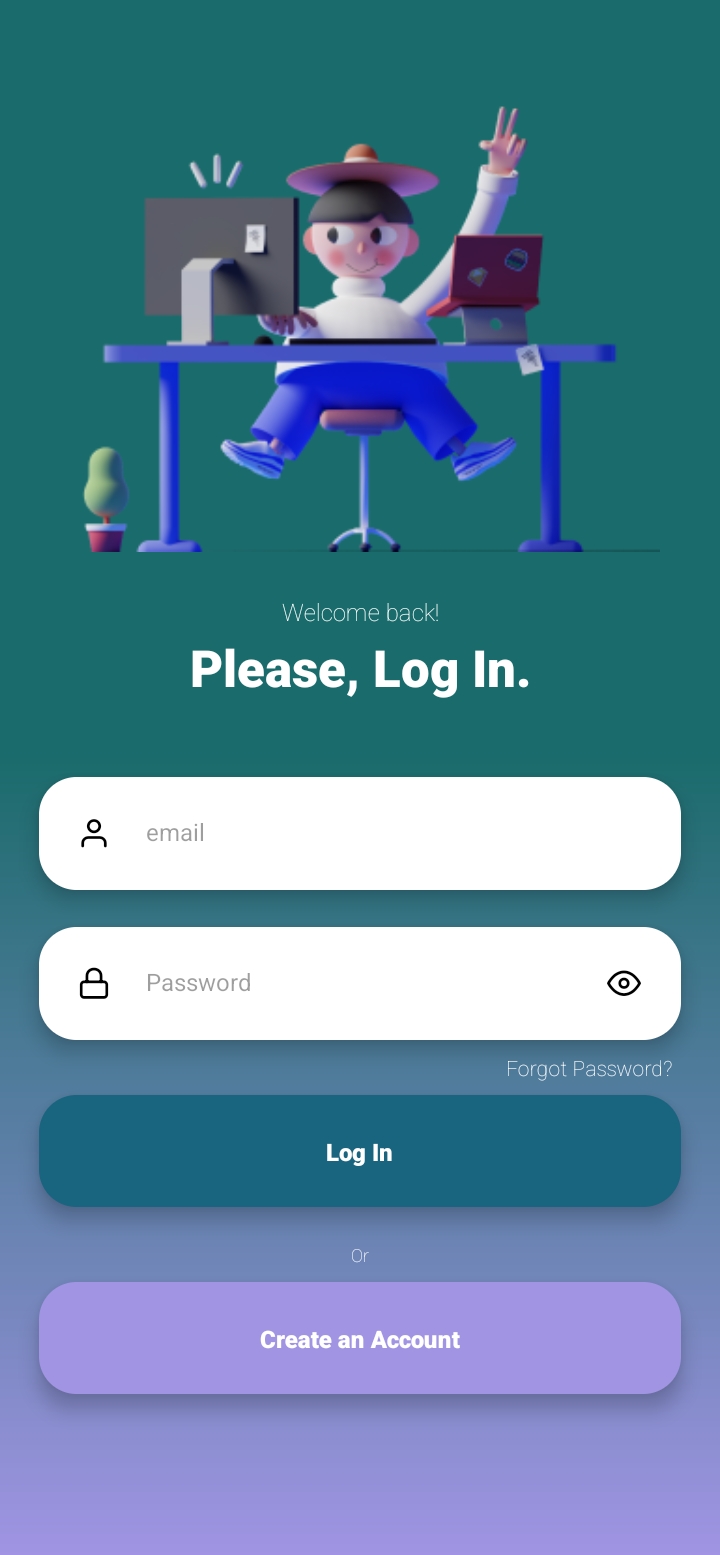 Welcome back!
Please, Log In.
email
Password
Forgot Password?
Log In
Or
Create an Account